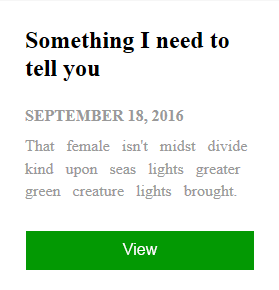 Something I need to
tell you
SEPTEMBER 18, 2016
That female isn't midst divide
kind upon seas lights greater
green creature lights brought.
View